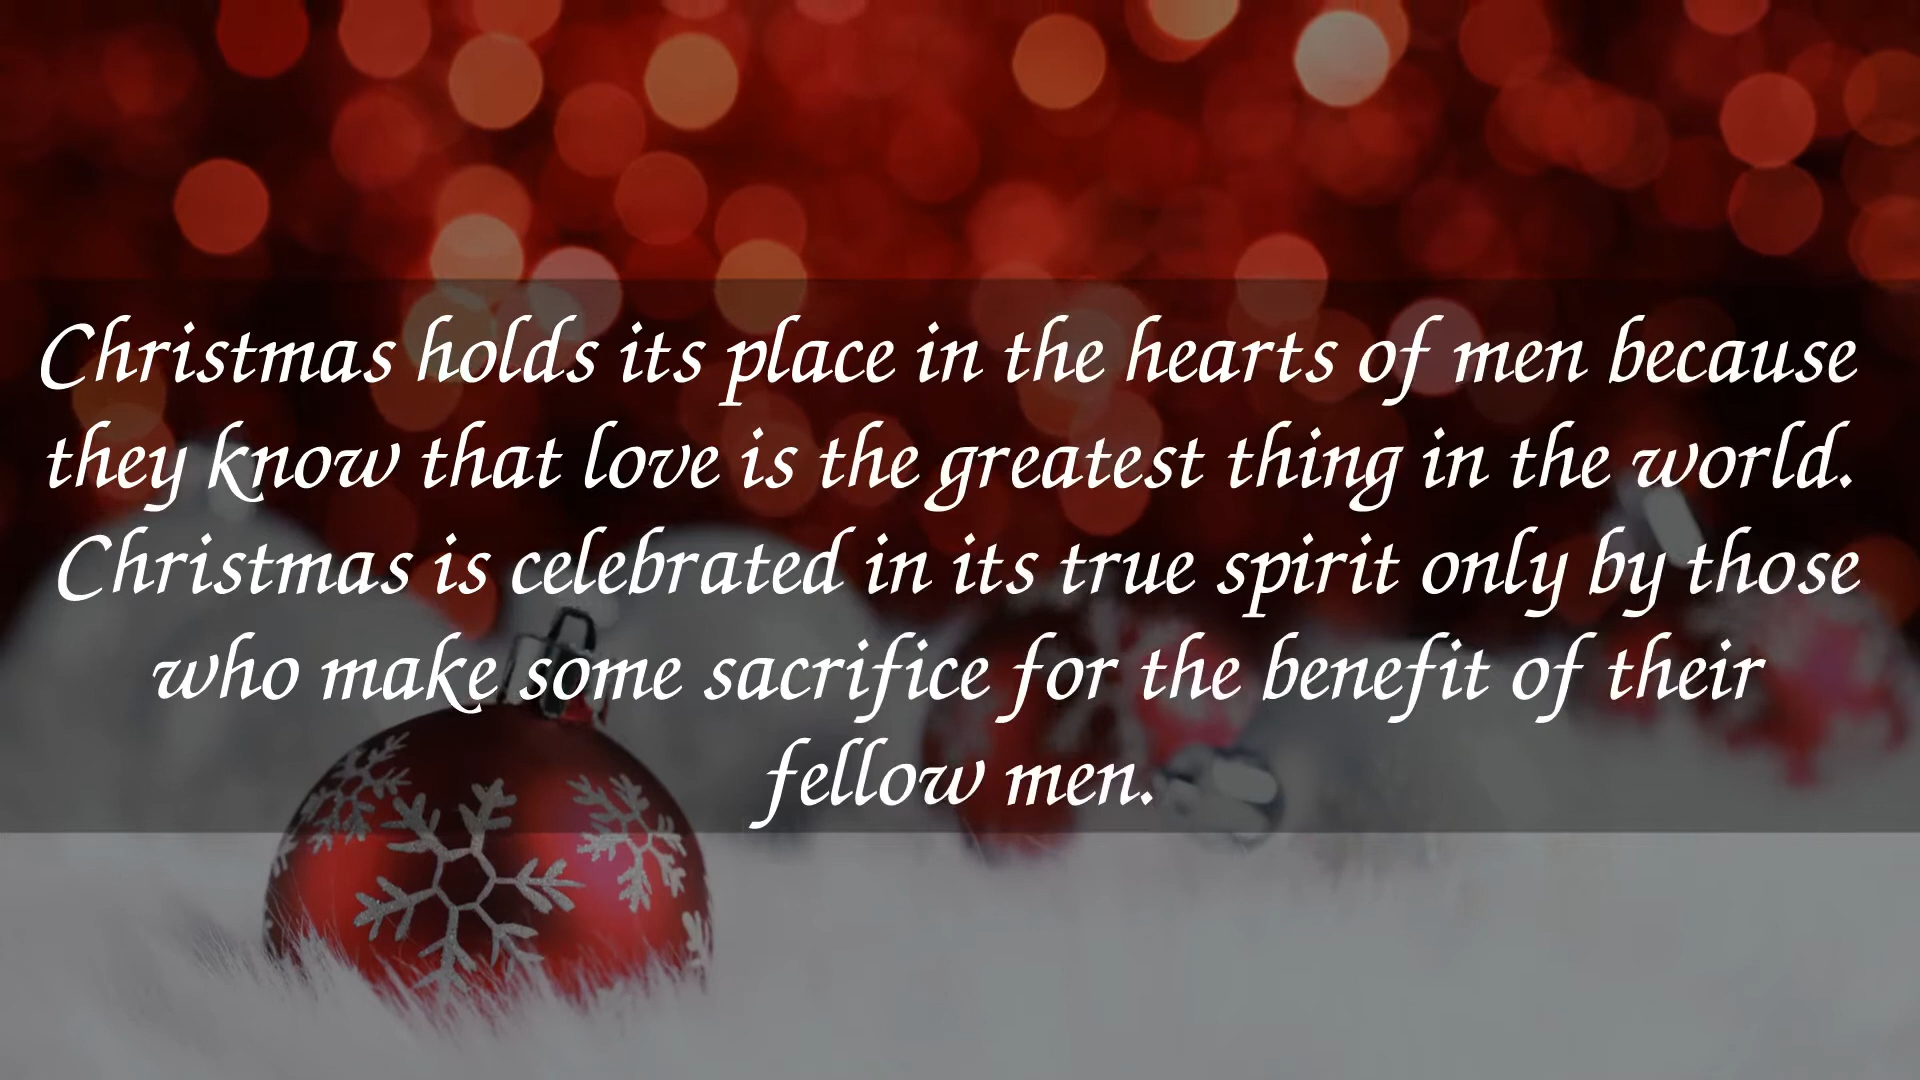 Christmas holds its place in the hearts of men because
they know that love is the greatest thing in the world.
Christmas is celebrated in its true spirit only by those
who make some sacrifice for the benefit of their
fellow men.